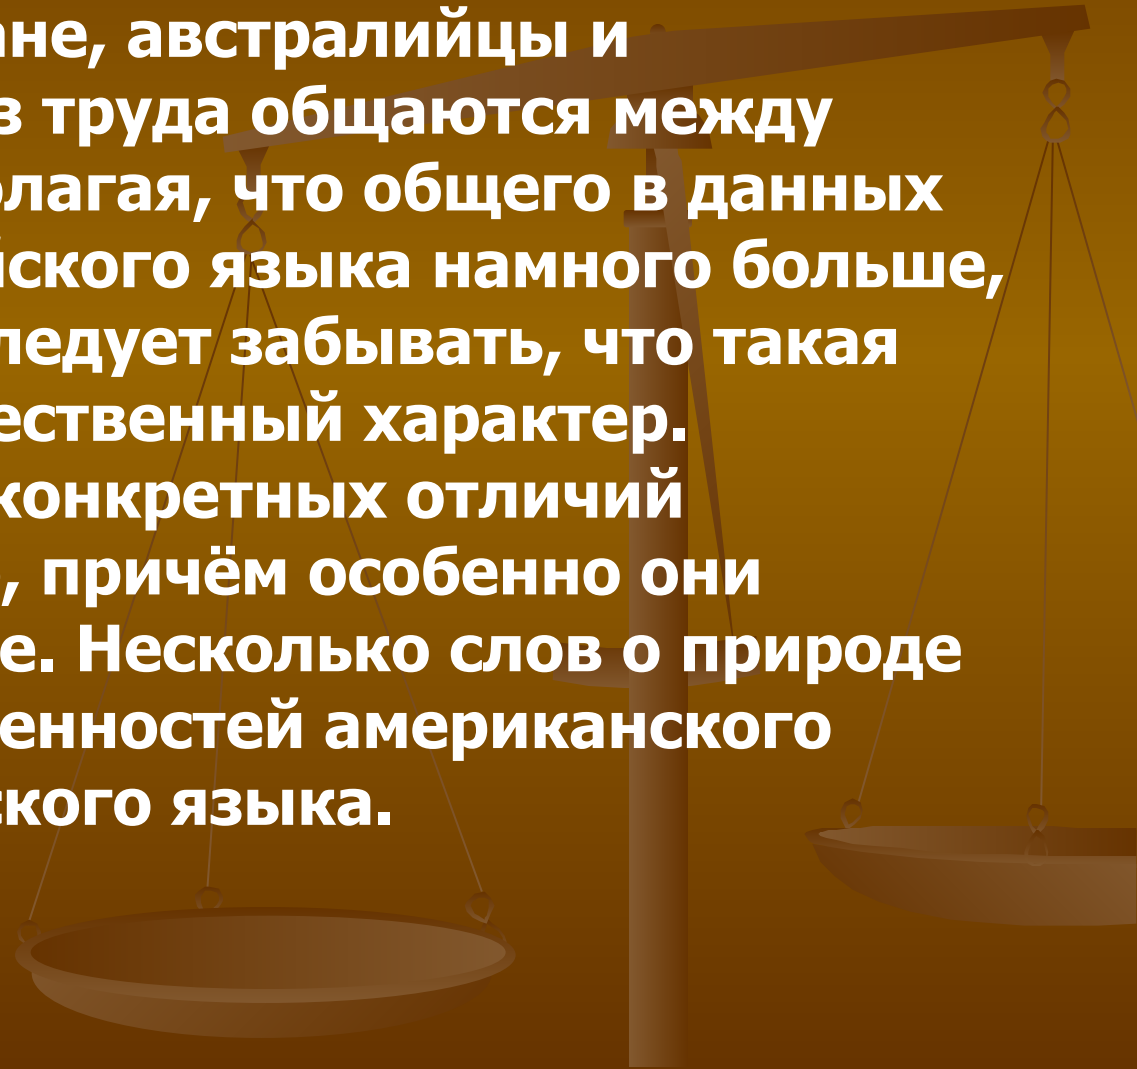 ане, австралийцы и
з труда общаются между
лагая, что общего в данных
йского языка намного больше,
ледует забывать, что такая
ественный характер.
конкретных отличий
, причём особенно они
е. Несколько слов о природе
енностей американского
ского языка.